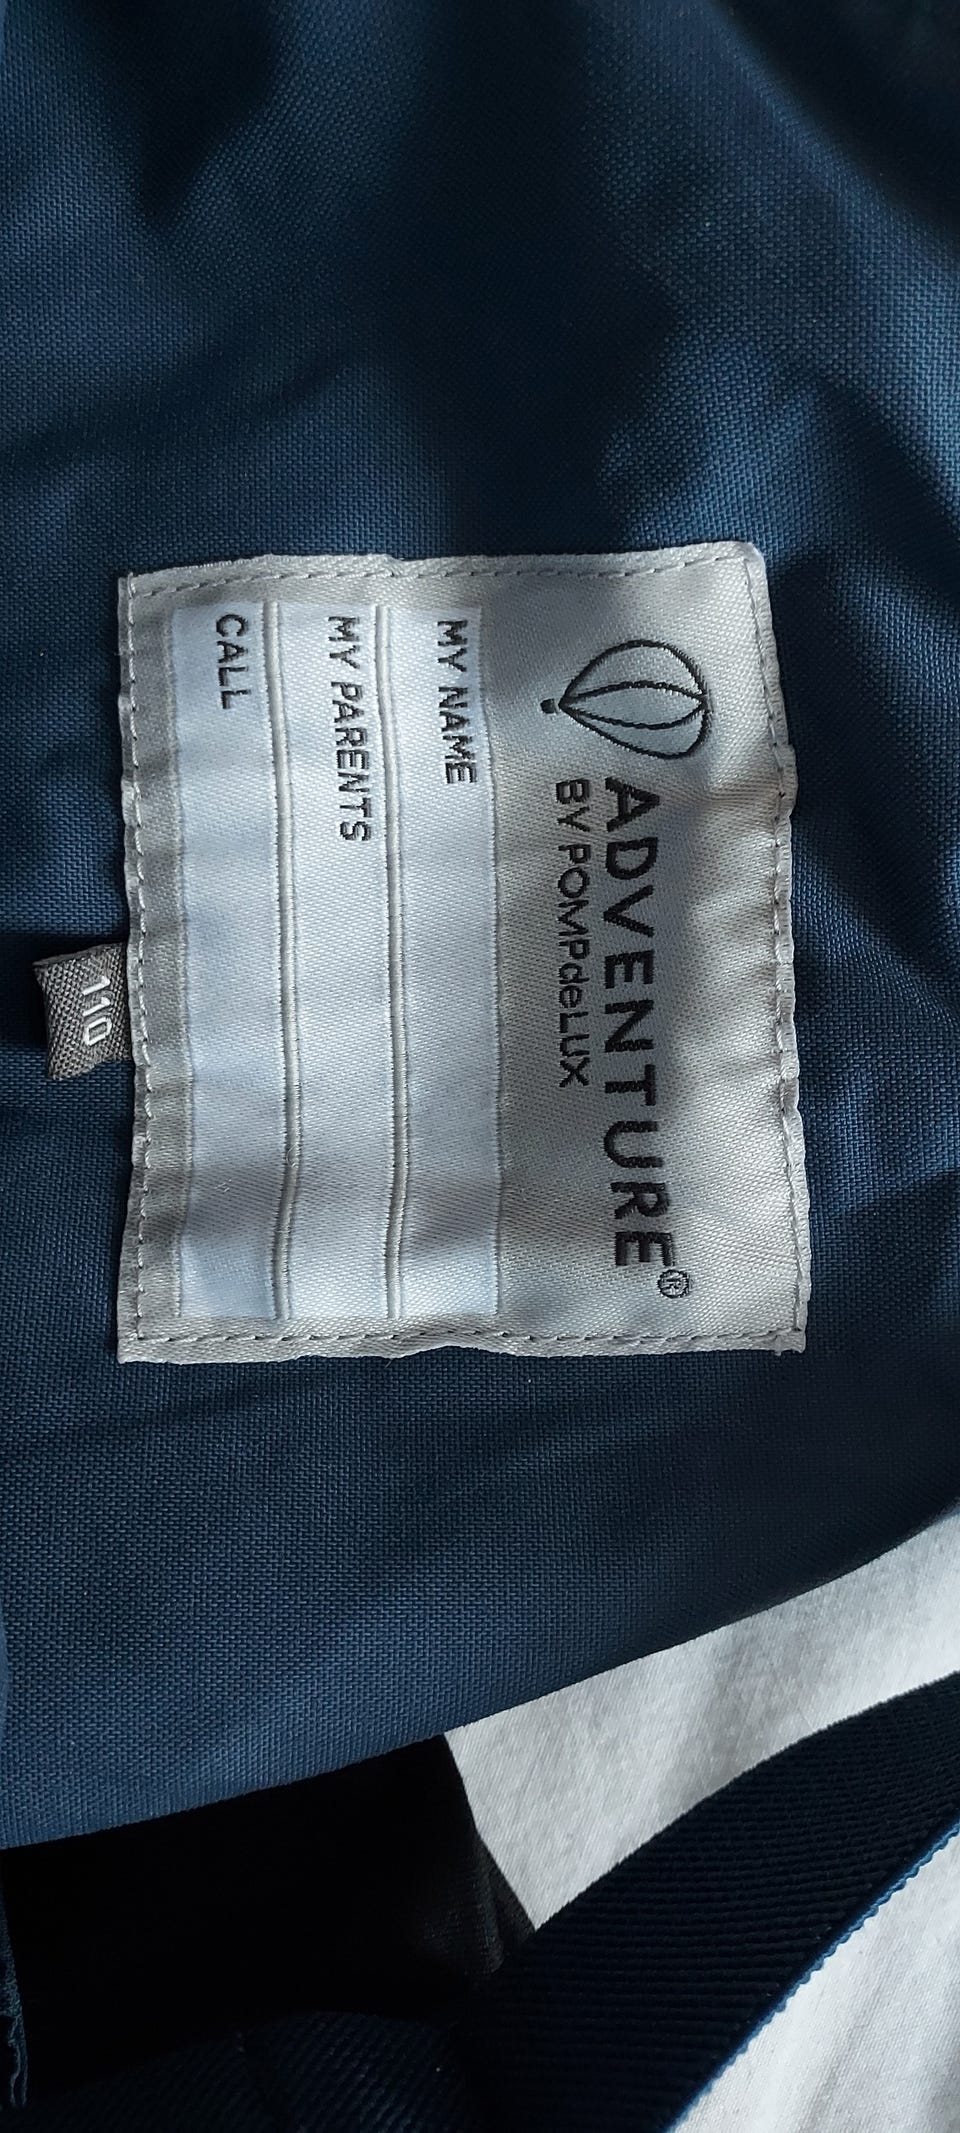 ADVENTURE®
BY POMPdeLUX
MY NAME
MY PARENTS
CALL
110